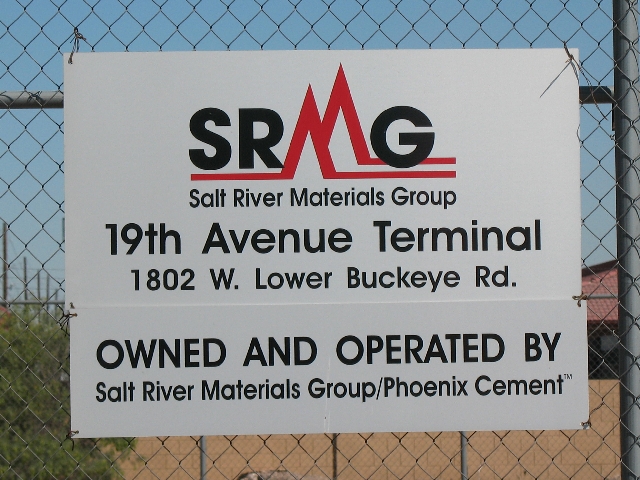 SRMG
Salt River Materials Group
19th Avenue Terminal
1802 W. Lower Buckeye Rd.
OWNED AND OPERATED BY
Salt River Materials Group/Phoenix Cement™